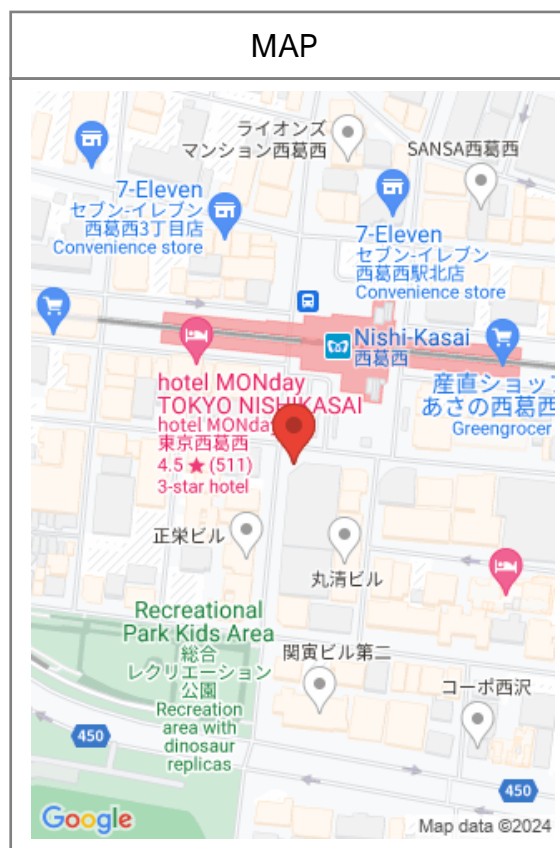 MAP
ライオンズ
マンション西葛西
SANSA西葛西
7-Eleven
セブン-イレブン
西葛西3丁目店
Convenience store
7-Eleven
セブン-イレブン
西葛西駅北店
Convenience store
Nishi-Kasai
西葛西
hotel MONday
TOKYO NISHIKASAI
hotel MONday
東京西葛西
4.5 ★ (511)
3-star hotel
産直ショップ
あさの西葛西
Greengrocer
正栄ビル
丸清ビル
Recreational
Park Kids Area
総合
レクリエーション
公園
Recreation
area with
dinosaur
replicas
関寅ビル第二
コーポ西沢
450
450
Google
Map data ©2024